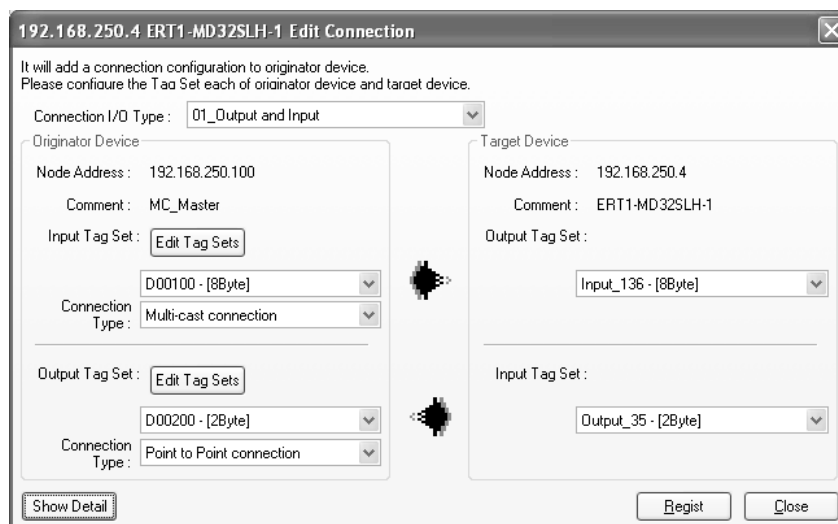 192.168.250.4 ERT1-MD32SLH-1 Edit Connection
It will add a connection configuration to originator device.
Please configure the Tag Set each of originator device and target device.
Connection I/O Type : 01_Output and Input
Originator Device
Node Address : 192.168.250.100
Comment : MC_Master
Input Tag Set : Edit Tag Sets
D00100 - [8Byte]
Connection Type : Multi-cast connection
Output Tag Set : Edit Tag Sets
D00200 - [2Byte]
Connection Type : Point to Point connection
Target Device
Node Address : 192.168.250.4
Comment : ERT1-MD32SLH-1
Output Tag Set :
Input_136 - [8Byte]
Input Tag Set :
Output_35 - [2Byte]
Show Detail
Regist
Close